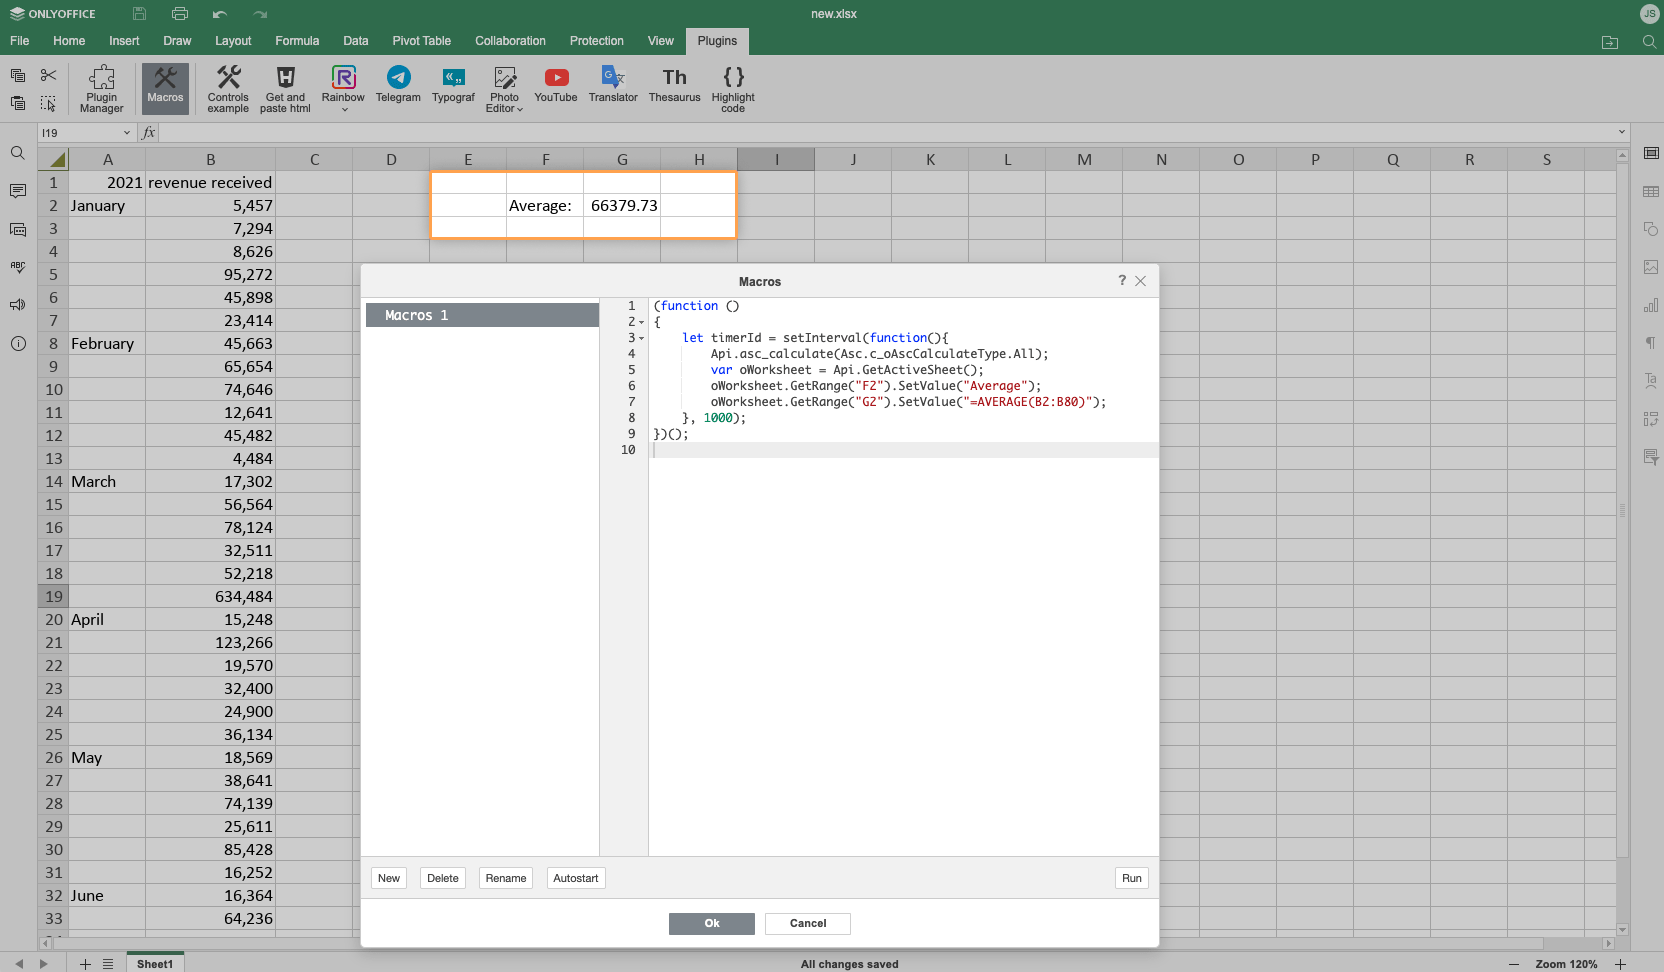 ONLYOFFICE
new.xlsx
JS
File Home Insert Draw Layout Formula Data Pivot Table Collaboration Protection View Plugins
Plugin Manager
Macros
Controls example
Get and paste html
Rainbow
Telegram
Typograf
Photo Editor
YouTube
Translator
Th
Thesaurus
Highlight code
I19
fx
A B C D E F G H I J K L M N O P Q R S
1 2021 revenue received
2 January 5,457 Average: 66379.73
3 7,294
4 8,626
5 95,272
6 45,898
7 23,414
8 February 45,663
9 65,654
10 74,646
11 12,641
12 45,482
13 4,484
14 March 17,302
15 56,564
16 78,124
17 32,511
18 52,218
19 634,484
20 April 15,248
21 123,266
22 19,570
23 32,400
24 24,900
25 36,134
26 May 18,569
27 38,641
28 74,139
29 25,611
30 85,428
31 16,252
32 June 16,364
33 64,236
Macros
?
Macros 1
1 (function ()
2 {
3 let timerId = setInterval(function(){
4 Api.asc_calculate(Asc.c_oAscCalculateType.All);
5 var oWorksheet = Api.GetActiveSheet();
6 oWorksheet.GetRange("F2").SetValue("Average");
7 oWorksheet.GetRange("G2").SetValue("=AVERAGE(B2:B80)");
8 }, 1000);
9 })();
10
New Delete Rename Autostart Run
Ok Cancel
Sheet1
All changes saved
Zoom 120%